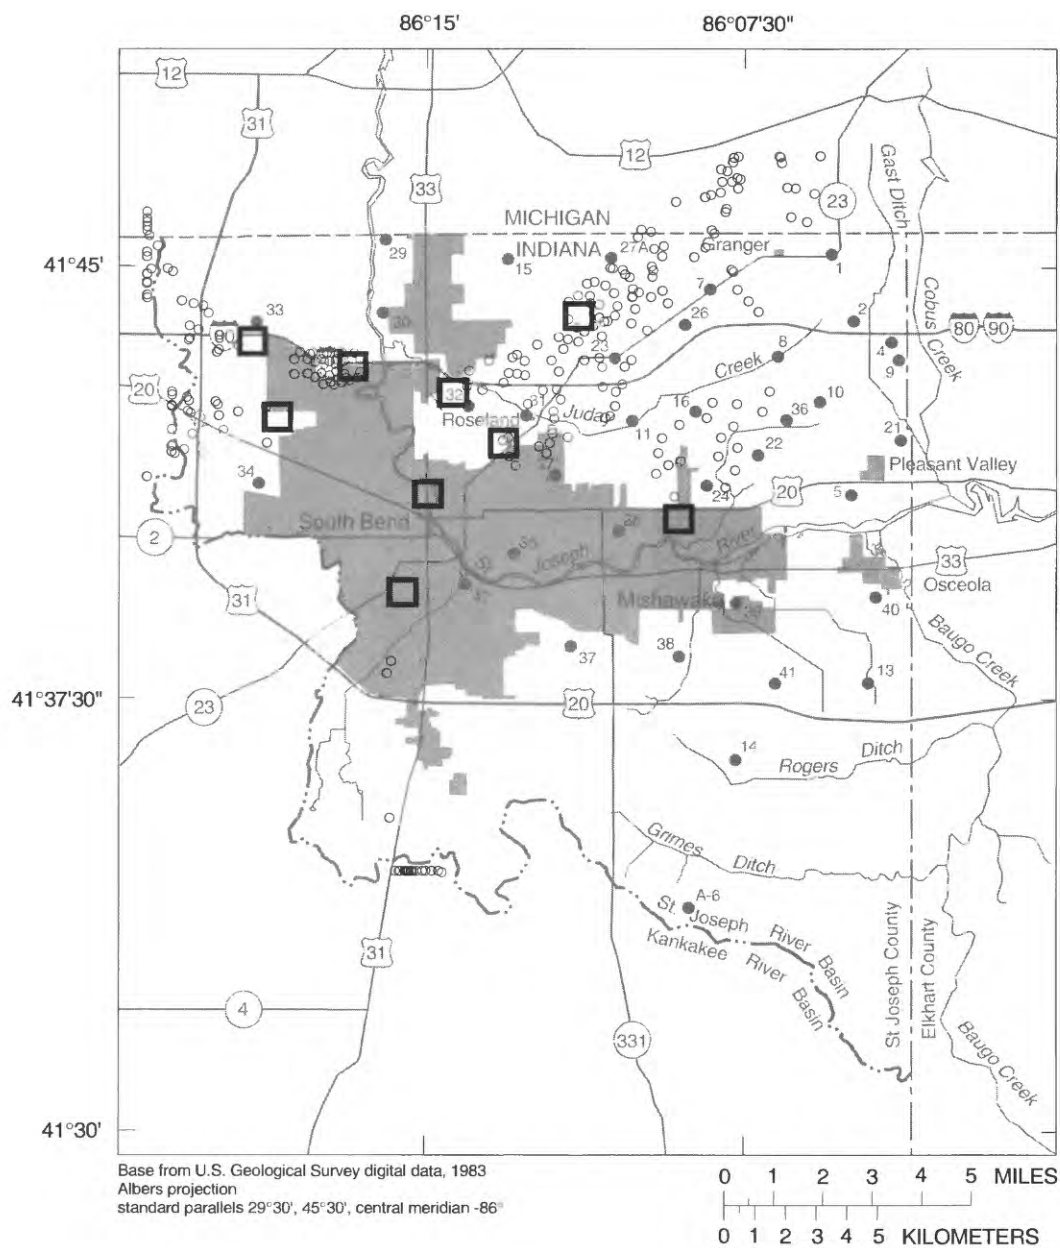 86°15' 86°07'30"
12
31
12
33
23
Gast Ditch
MICHIGAN
INDIANA
29
15
27A
Granger
1
41°45'
7
Cobus Creek
33
30
26
2
90
80 90
23
8
4
9
Creek
20
32
31
Juday
16
10
36
Roseland
11
22
21
34
24
20
5
Pleasant Valley
South Bend
2
35
Joseph
River
33
Osceola
31
Mishawaka
40
Baugo Creek
37
38
41
13
41°37'30"
23
20
14
Rogers Ditch
Grimes Ditch
A-6
St. Joseph River Basin
Kankakee River Basin
St Joseph County
Elkhart County
31
4
331
Baugo Creek
41°30'
Base from U.S. Geological Survey digital data, 1983
Albers projection
standard parallels 29°30', 45°30', central meridian -86°
0 1 2 3 4 5 MILES
0 1 2 3 4 5 KILOMETERS